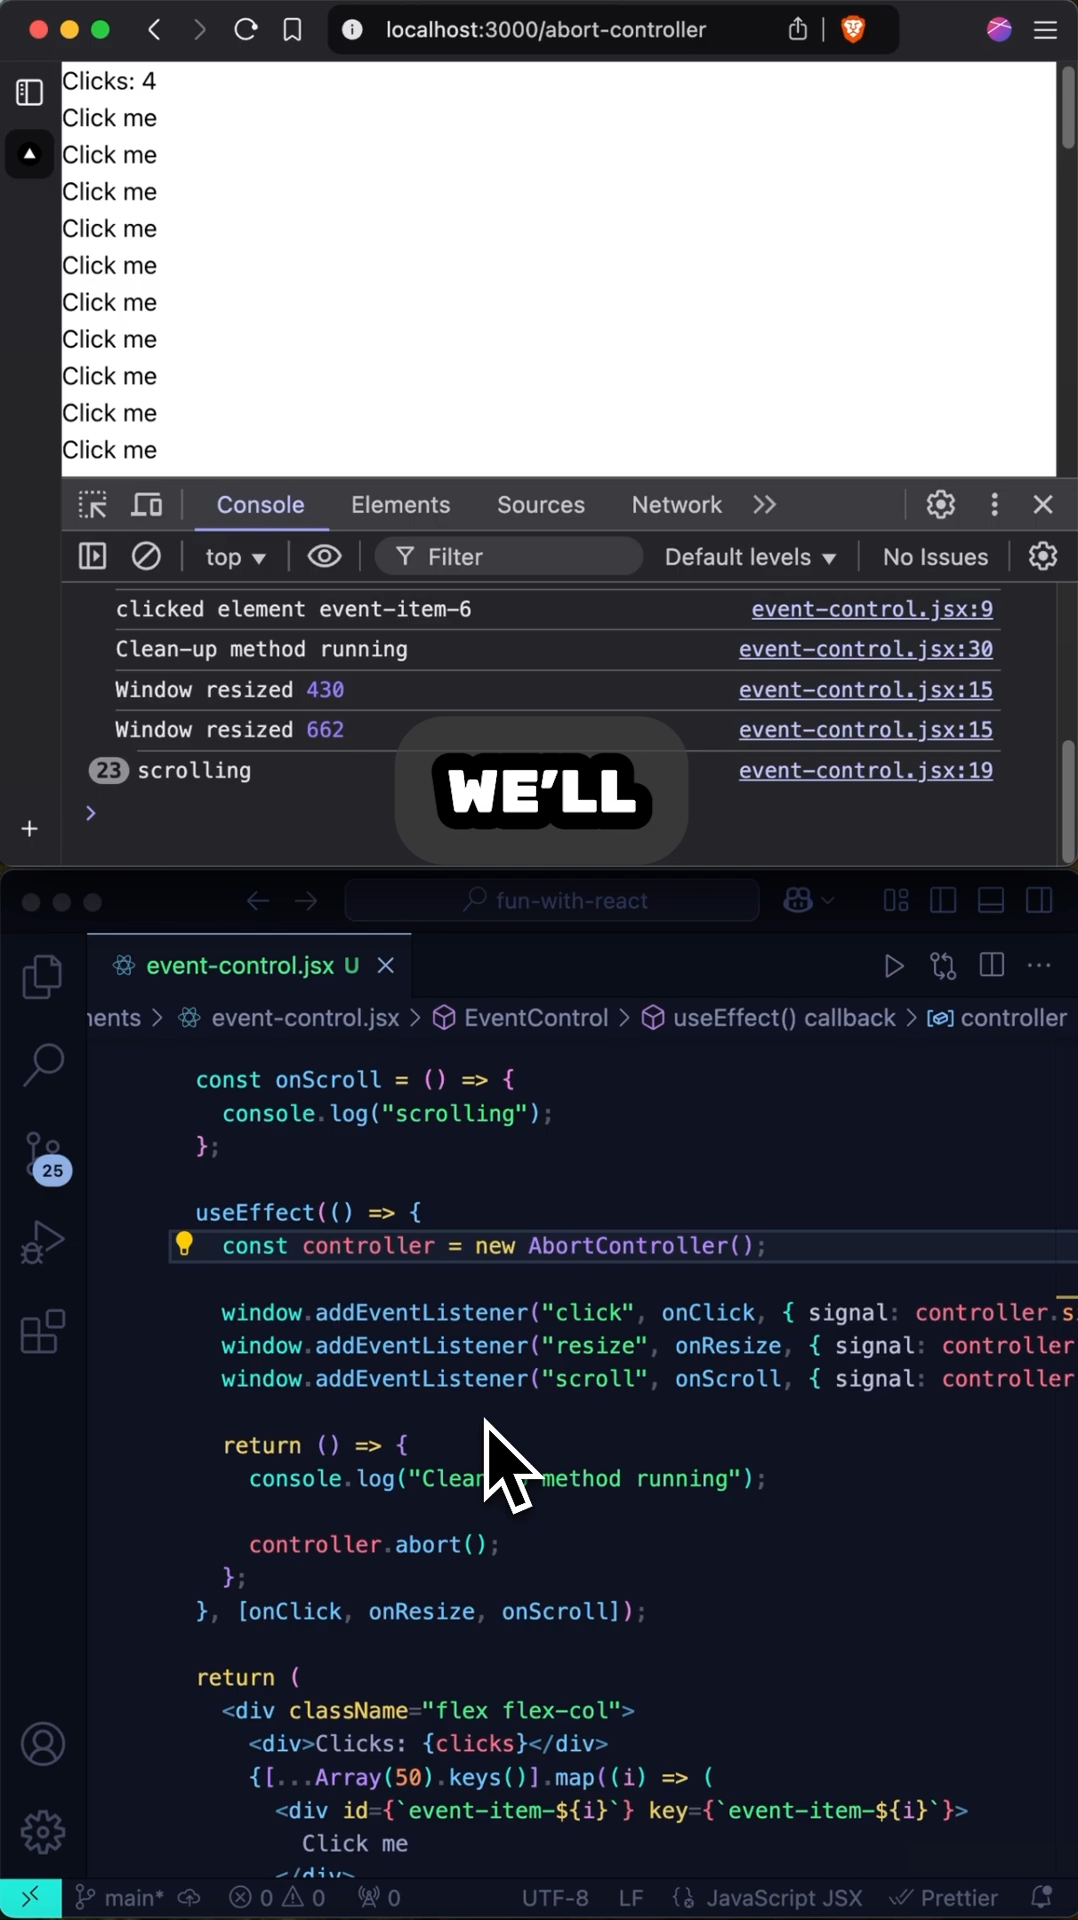 localhost:3000/abort-controller
Clicks: 4
Click me
Click me
Click me
Click me
Click me
Click me
Click me
Click me
Click me
Click me
Console Elements Sources Network
top Filter Default levels No Issues
clicked element event-item-6 event-control.jsx:9
Clean-up method running event-control.jsx:30
Window resized 430 event-control.jsx:15
Window resized 662 event-control.jsx:15
23 scrolling event-control.jsx:19
WE'LL
fun-with-react
event-control.jsx U
nents > event-control.jsx > EventControl > useEffect() callback > controller
const onScroll = () => {
console.log("scrolling");
};
25
useEffect(() => {
const controller = new AbortController();
window.addEventListener("click", onClick, { signal: controller.s
window.addEventListener("resize", onResize, { signal: controller
window.addEventListener("scroll", onScroll, { signal: controller
return () => {
console.log("Clean method running");
controller.abort();
};
}, [onClick, onResize, onScroll]);
return (
<div className="flex flex-col">
<div>Clicks: {clicks}</div>
{[...Array(50).keys()].map((i) => (
<div id={`event-item-${i}`} key={`event-item-${i}`}>
Click me
</div>
main* 0 0 0 UTF-8 LF JavaScript JSX Prettier